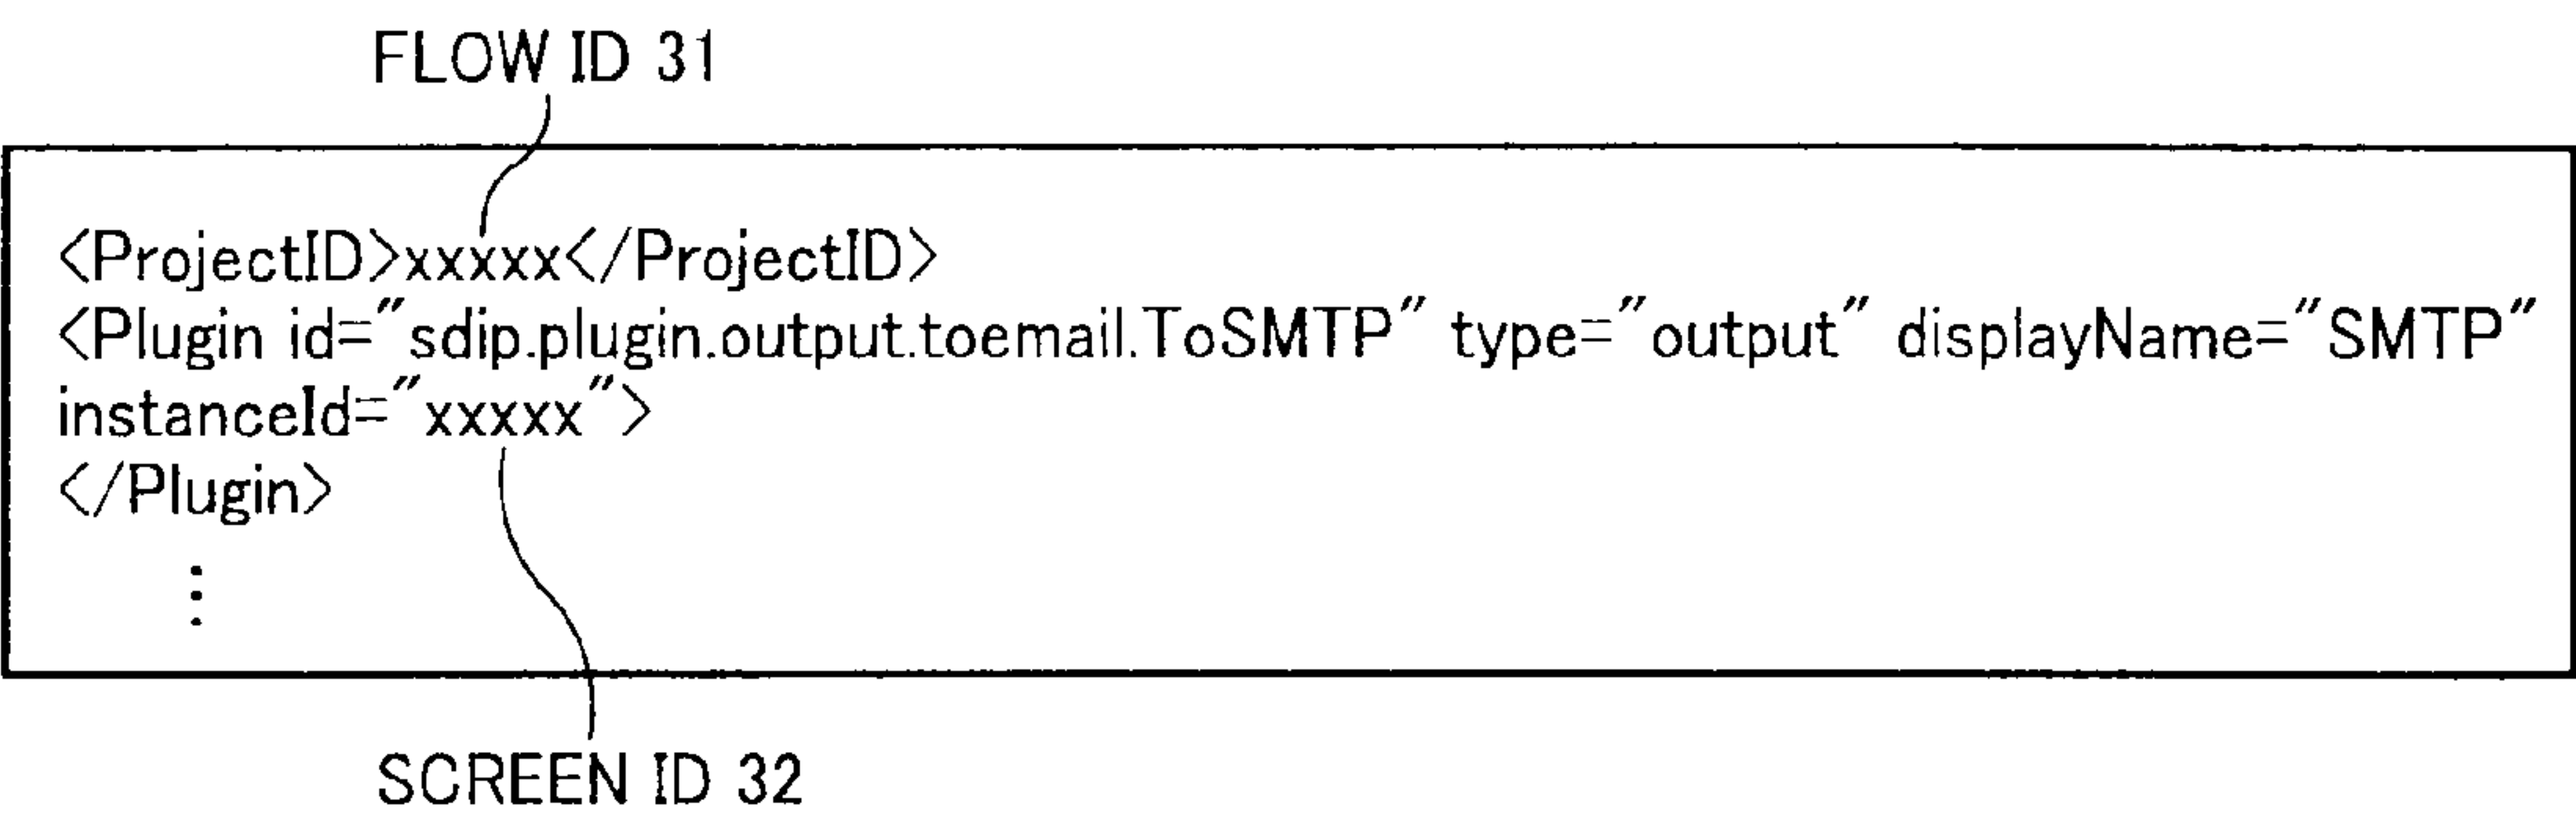 FLOW ID 31
<ProjectID>xxxxx</ProjectID>
<Plugin id="sdip.plugin.output.toemail.ToSMTP" type="output" displayName="SMTP"
instanceId="xxxxx">
</Plugin>
⋮
SCREEN ID 32